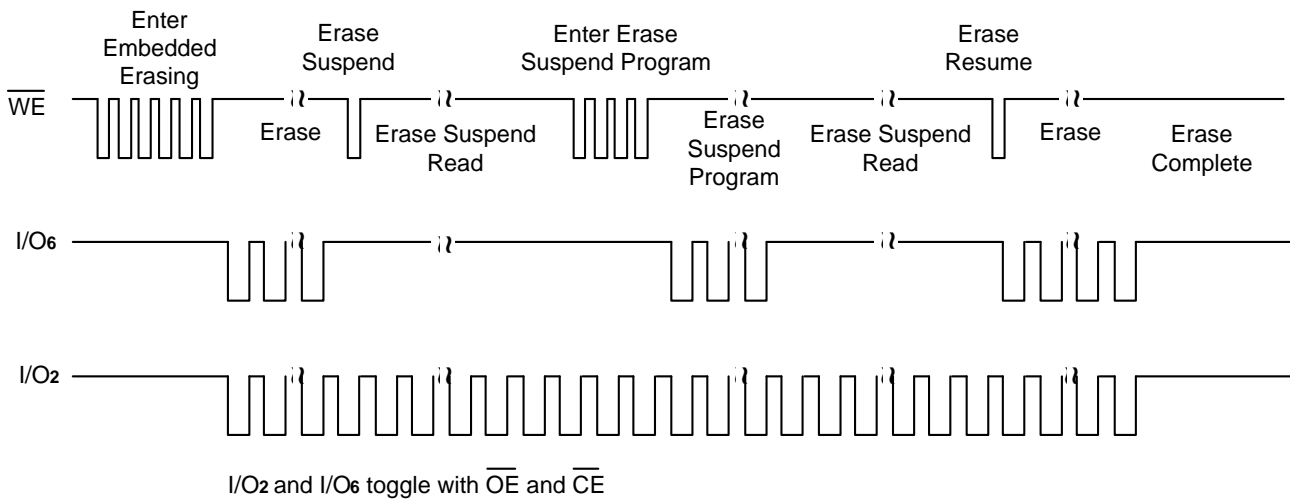 Enter
Embedded
Erasing
Erase
Suspend
Enter Erase
Suspend Program
Erase
Resume
WE
Erase
Erase Suspend
Read
Erase
Suspend
Program
Erase Suspend
Read
Erase
Erase
Complete
I/O6
I/O2
I/O2 and I/O6 toggle with OE and CE